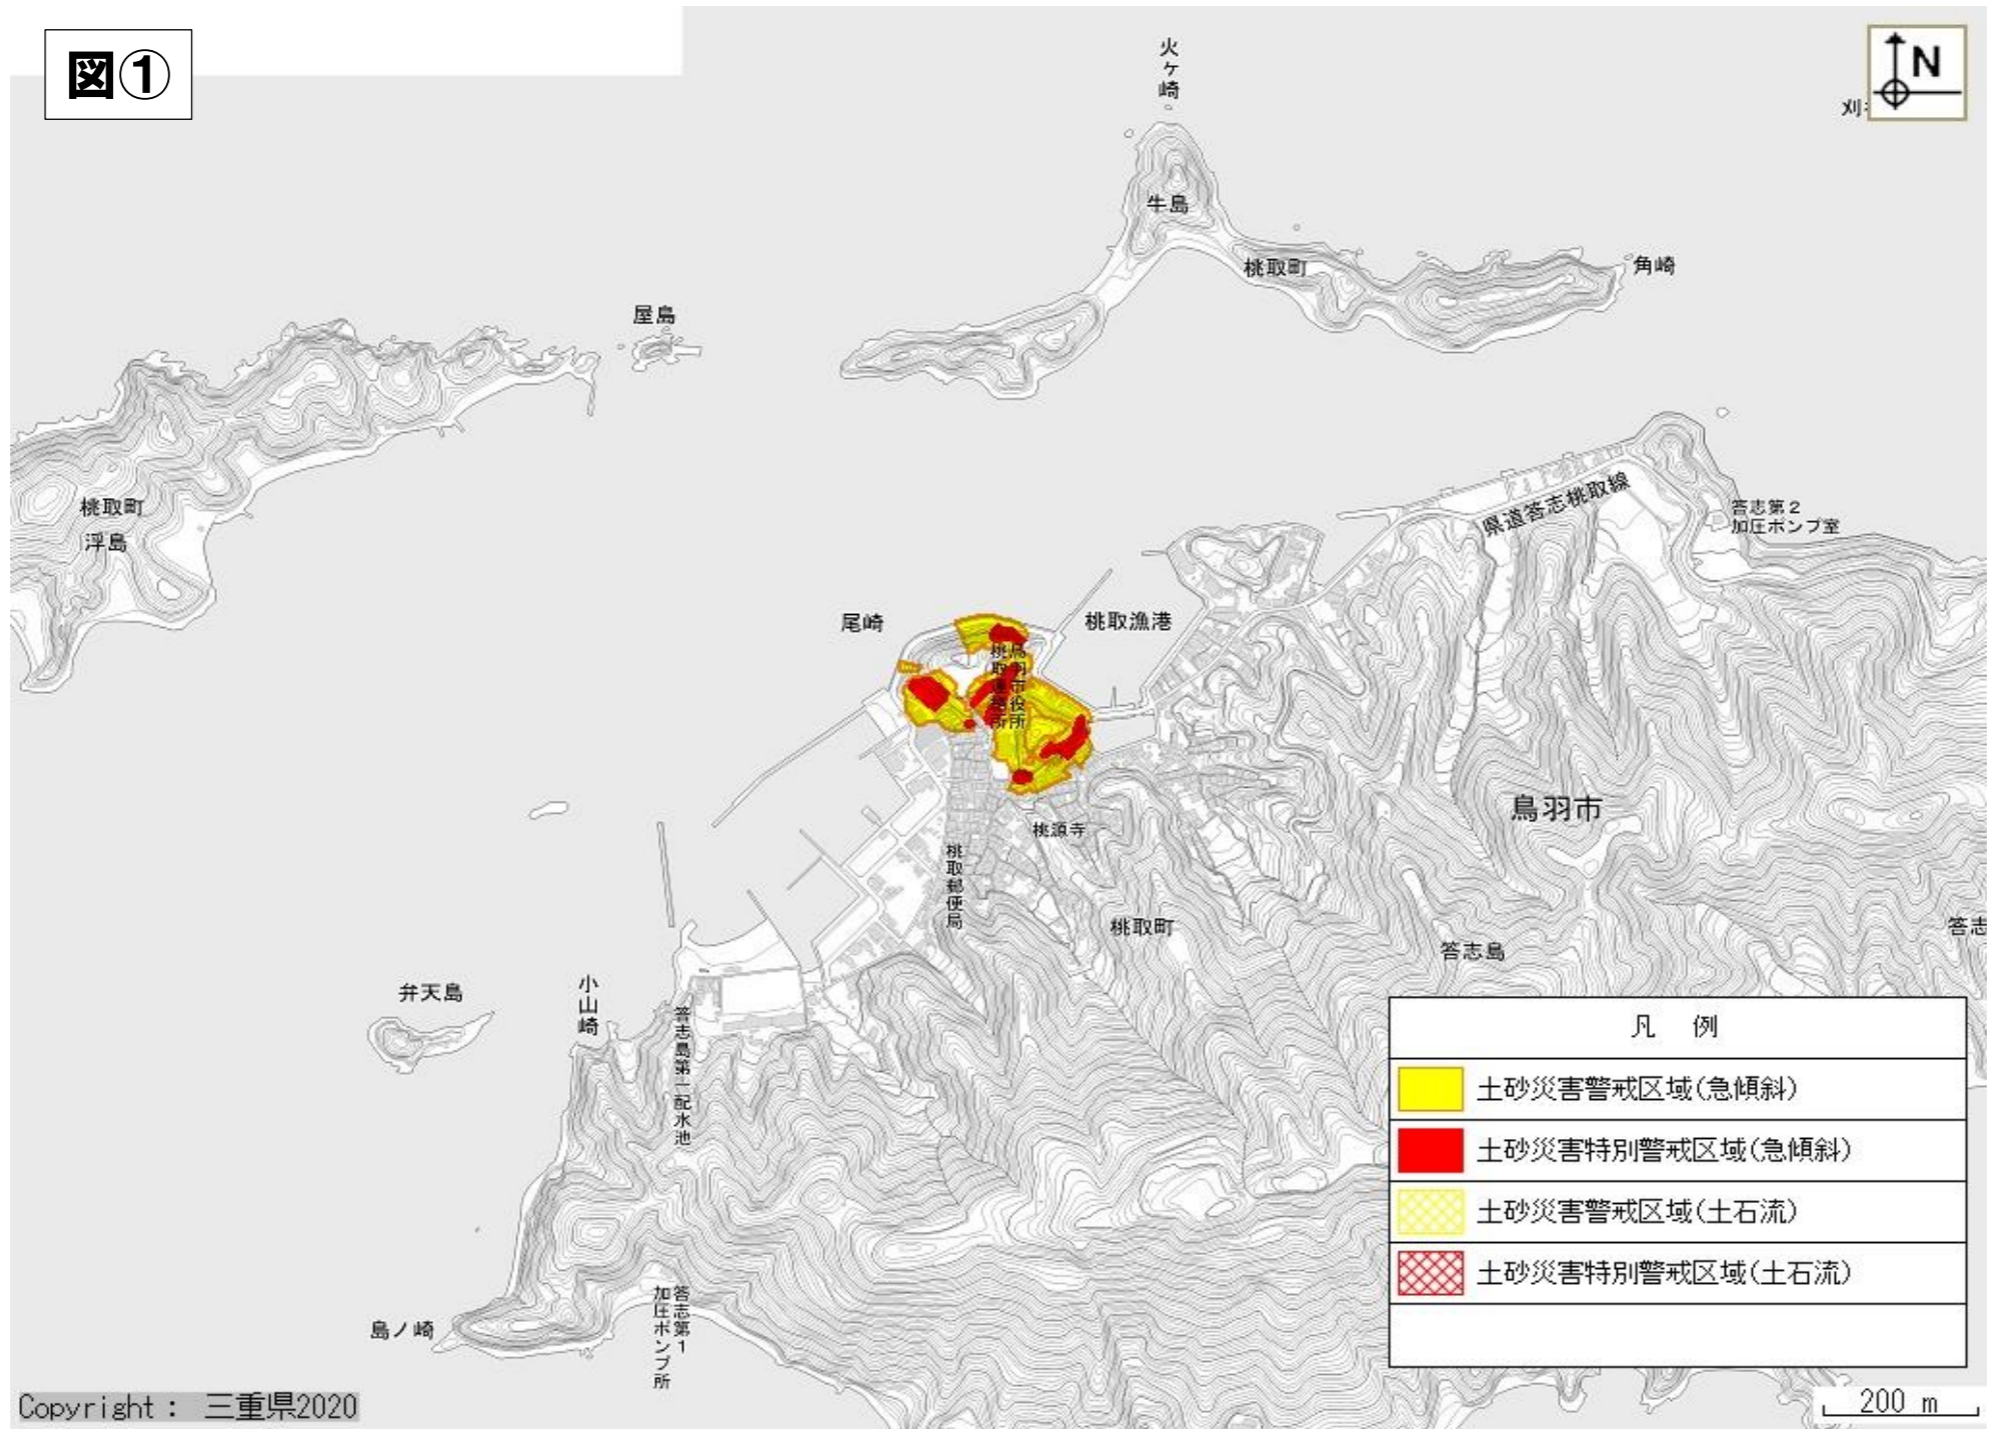 図①
火ヶ崎
N
刈
牛島
桃取町
角崎
屋島
県道答志桃取線
答志第2
加圧ポンプ室
桃取町
浮島
尾崎
桃取漁港
鳥羽市役所
桃取連絡所
鳥羽市
桃源寺
桃取郵便局
桃取町
答志島
答志
弁天島
小山崎
答志島第一配水池
凡 例
土砂災害警戒区域(急傾斜)
土砂災害特別警戒区域(急傾斜)
土砂災害警戒区域(土石流)
土砂災害特別警戒区域(土石流)
答志第1
加圧ポンプ所
島ノ崎
Copyright : 三重県2020
200 m